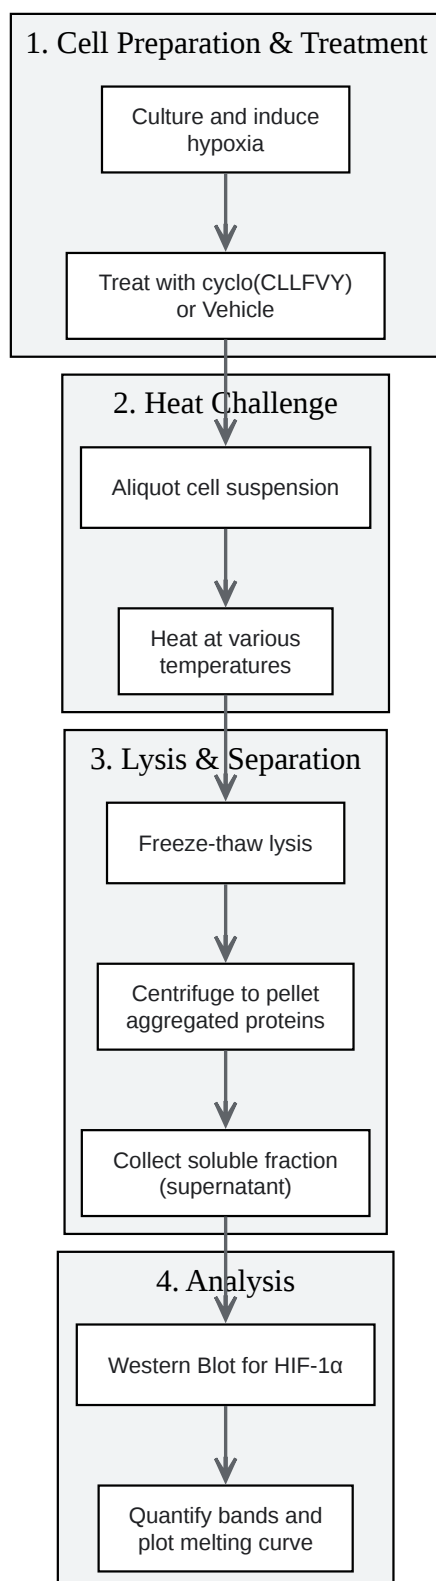 1. Cell Preparation & Treatment
Culture and induce
hypoxia
Treat with cyclo(CLLFVY)
or Vehicle
2. Heat Challenge
Aliquot cell suspension
Heat at various
temperatures
3. Lysis & Separation
Freeze-thaw lysis
Centrifuge to pellet
aggregated proteins
Collect soluble fraction
(supernatant)
4. Analysis
Western Blot for HIF-1α
Quantify bands and
plot melting curve